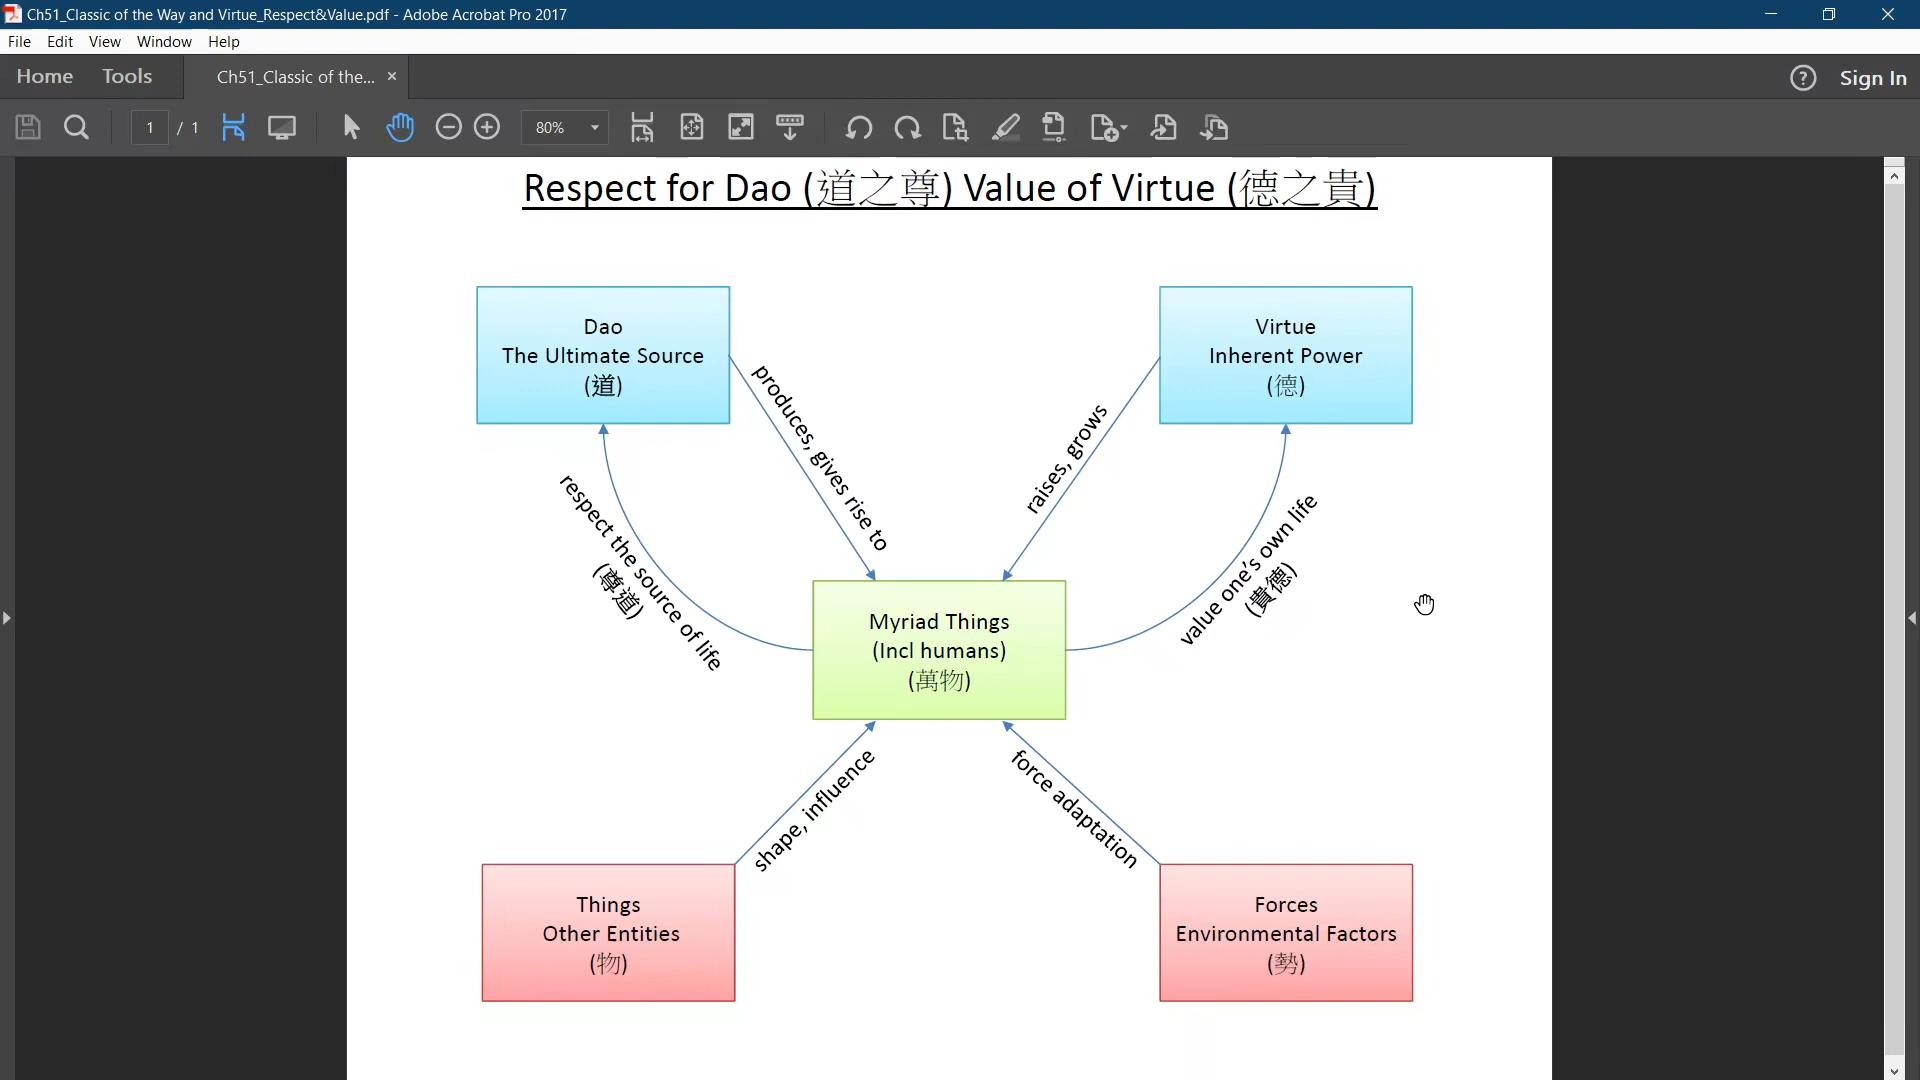 Ch51_Classic of the Way and Virtue_Respect&Value.pdf - Adobe Acrobat Pro 2017
File Edit View Window Help
Home Tools Ch51_Classic of the... × ? Sign In
1 / 1 80%
Respect for Dao (道之尊) Value of Virtue (德之貴)
Dao
The Ultimate Source
(道)
Virtue
Inherent Power
(德)
produces, gives rise to
raises, grows
respect the source of life
(尊道)
value one's own life
(貴德)
Myriad Things
(Incl humans)
(萬物)
shape, influence
force adaptation
Things
Other Entities
(物)
Forces
Environmental Factors
(勢)